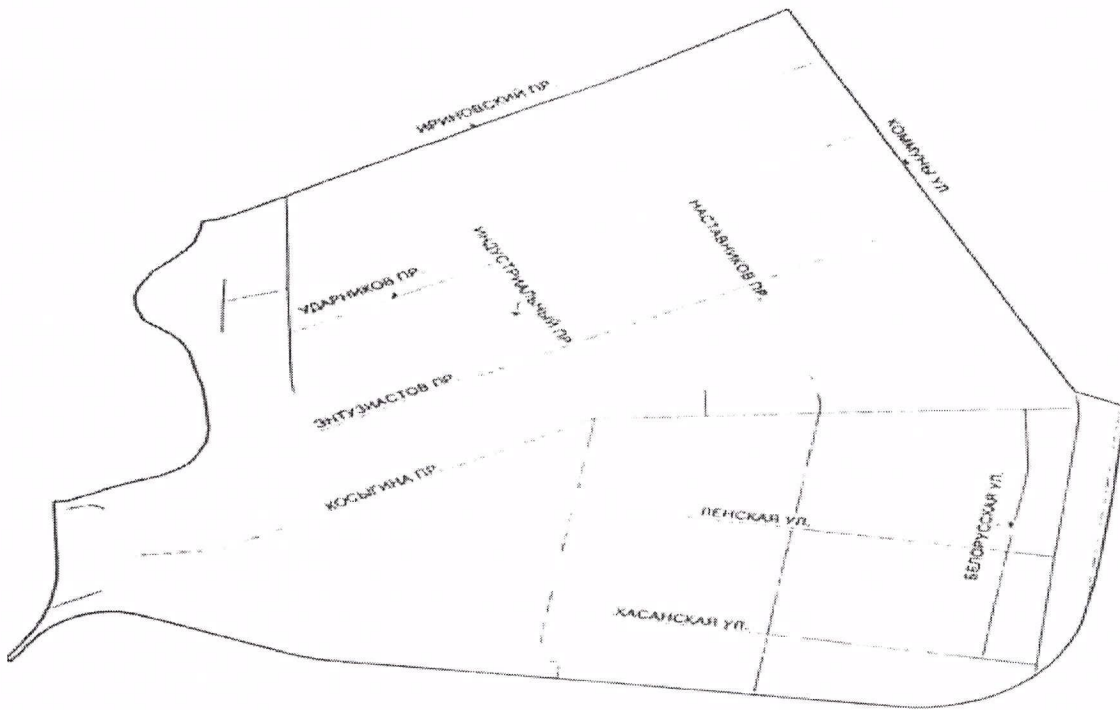 ИРИНОВСКИЙ ПР.
КОММУНЫ УЛ.
НАСТАВНИКОВ ПР.
ИНДУСТРИАЛЬНЫЙ ПР.
УДАРНИКОВ ПР.
ЭНТУЗИАСТОВ ПР.
КОСЫГИНА ПР.
БЕЛОРУССКАЯ УЛ.
ЛЕНСКАЯ УЛ.
ХАСАНСКАЯ УЛ.